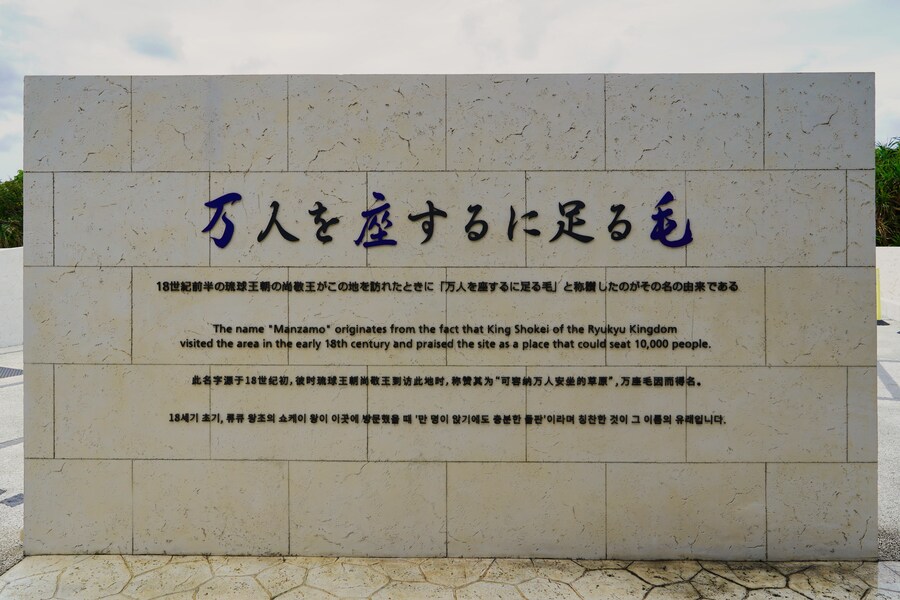 万人を座するに足る毛
18世紀前半の琉球王朝の尚敬王がこの地を訪れたときに「万人を座するに足る毛」と称賛したのがその名の由来である
The name "Manzamo" originates from the fact that King Shokei of the Ryukyu Kingdom
visited the area in the early 18th century and praised the site as a place that could seat 10,000 people.
此名字源于18世纪初，彼时琉球王朝尚敬王到访此地时，称赞其为“可容纳万人安坐的草原”，万座毛因而得名。
18세기 초기, 류큐 왕조의 쇼케이 왕이 이곳에 방문했을 때 '만 명이 앉기에도 충분한 들판'이라며 칭찬한 것이 그 이름의 유래입니다.